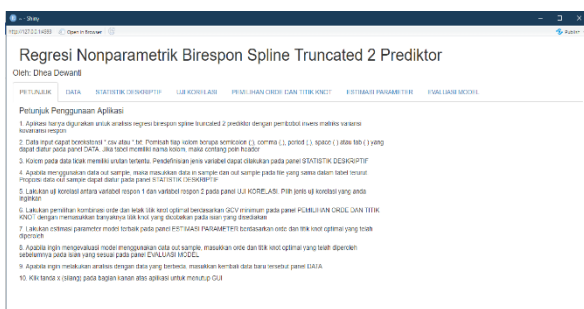 ~ - Shiny
Open in Browser
Publish
Regresi Nonparametrik Birespon Spline Truncated 2 Prediktor
Oleh: Dhea Dewanti
PETUNJUK DATA STATISTIK DESKRIPTIF UJI KORELASI PEMILIHAN ORDE DAN TITIK KNOT ESTIMASI PARAMETER EVALUASI MODEL
Petunjuk Penggunaan Aplikasi
1. Aplikasi hanya digunakan untuk analisis regresi birespon spline truncated 2 prediktor dengan pembobot invers matriks variansi
kovariansi respon
2. Data input dapat berekstensi *.csv atau *.txt. Pemisah tiap kolom berupa semicolon (;), comma (,), period (.), space ( ) atau tab ( ) yang
dapat diatur pada panel DATA. Jika tabel memiliki nama kolom, maka centang poin header
3. Kolom pada data tidak memiliki urutan tertentu. Pendefinisian jenis variabel dapat dilakukan pada panel STATISTIK DESKRIPTIF
4. Apabila menggunakan data out sample, maka masukkan data in sample dan out sample pada file yang sama dalam tabel terurut
Proporsi data out sample dapat diatur pada panel STATISTIK DESKRIPTIF
5. Lakukan uji korelasi antara variabel respon 1 dan variabel respon 2 pada panel UJI KORELASI. Pilih jenis uji korelasi yang anda
inginkan
6. Lakukan pemilihan kombinasi orde dan letak titik knot optimal berdasarkan GCV minimum pada panel PEMILIHAN ORDE DAN TITIK
KNOT dengan memasukkan banyaknya titik knot yang dicobakan pada isian yang disediakan
7. Lakukan estimasi parameter model terbaik pada panel ESTIMASI PARAMETER berdasarkan orde dan titik knot optimal yang telah
diperoleh
8. Apabila ingin mengevaluasi model menggunakan data out sample, masukkan orde dan titik knot optimal yang telah diperoleh
sebelumnya pada isian yang sesuai pada panel EVALUASI MODEL
9. Apabila ingin melakukan analisis dengan data yang berbeda, masukkan kembali data baru tersebut panel DATA
10. Klik tanda x (silang) pada bagian kanan atas aplikasi untuk menutup GUI